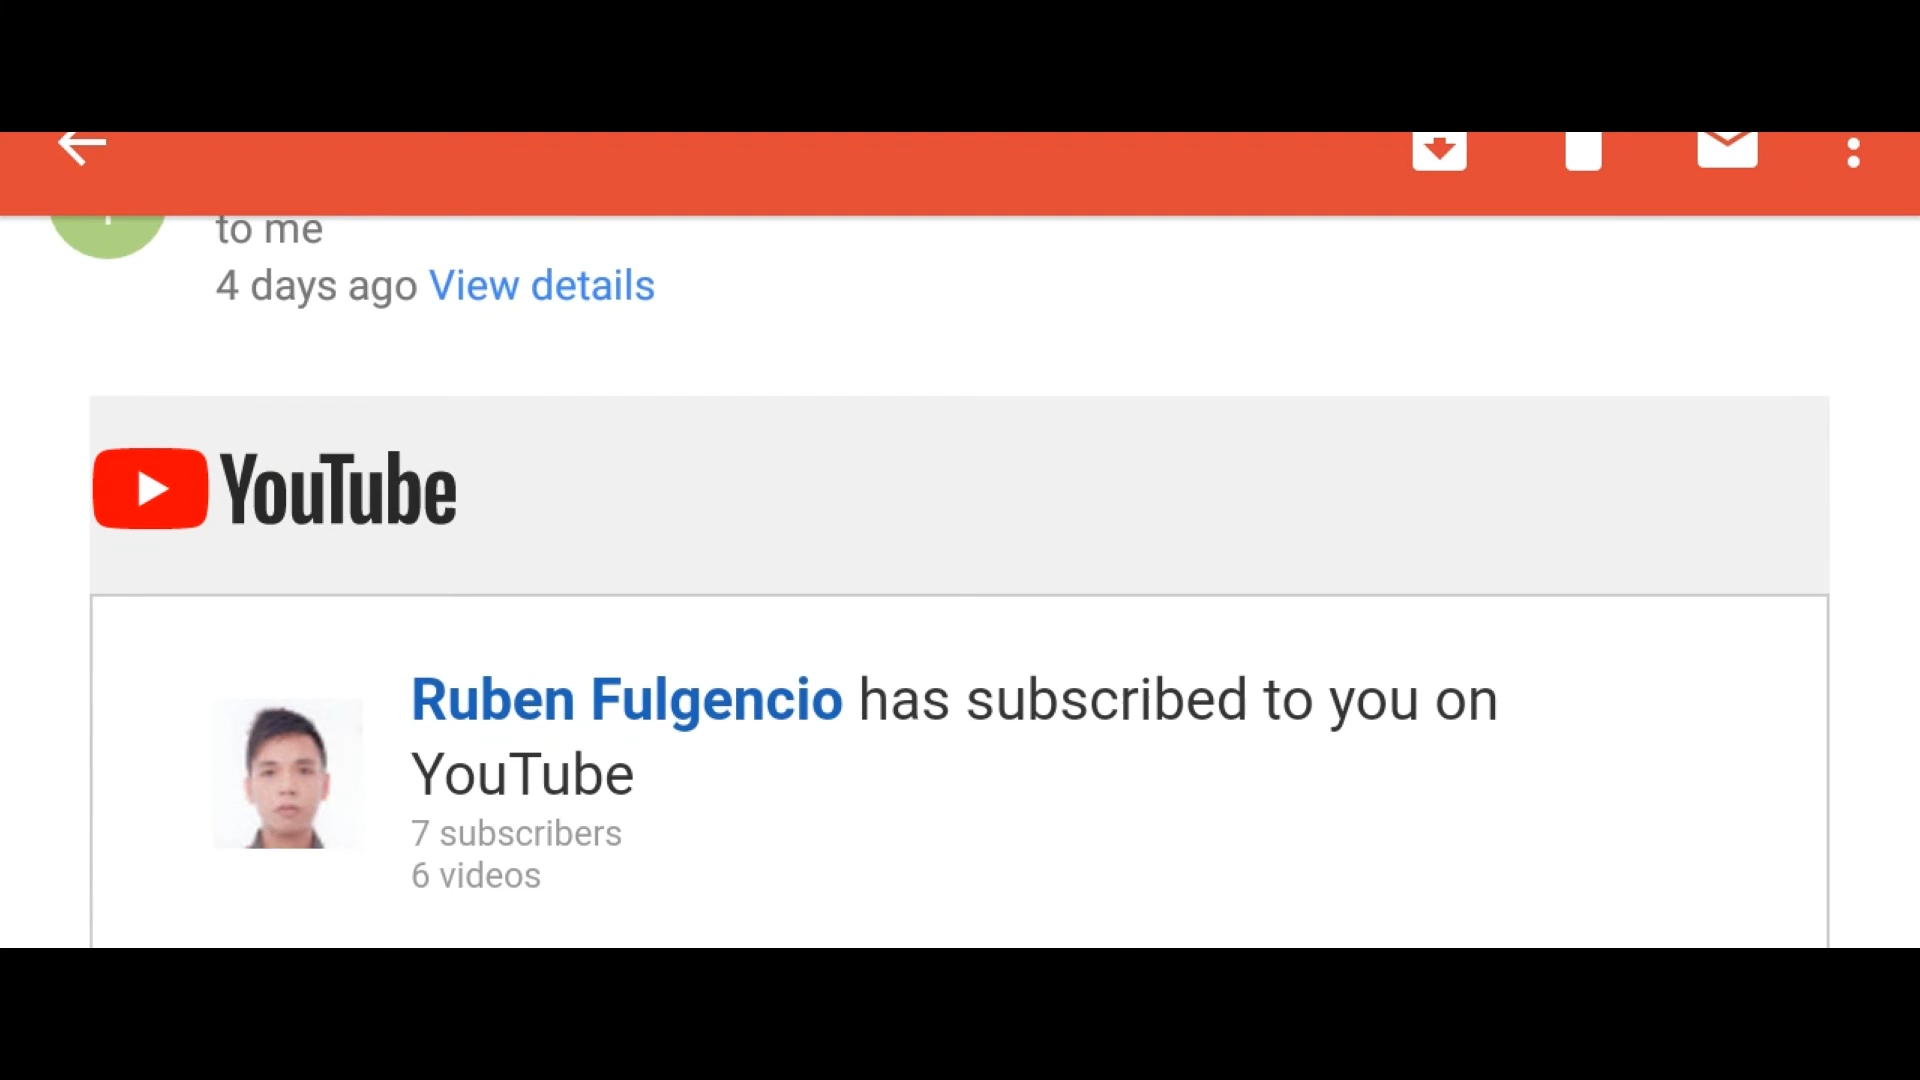 to me
4 days ago View details
YouTube
Ruben Fulgencio has subscribed to you on
YouTube
7 subscribers
6 videos